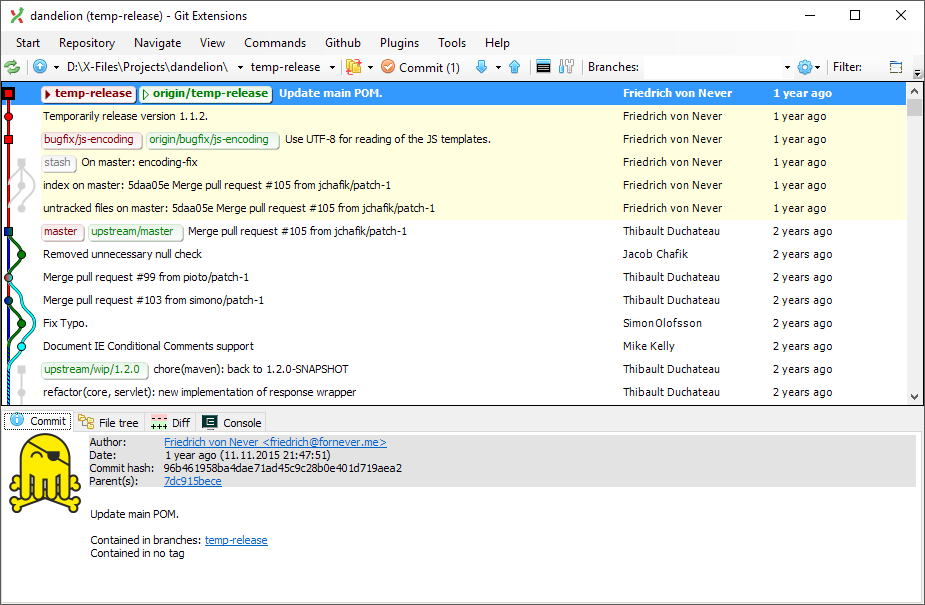 dandelion (temp-release) - Git Extensions
Start Repository Navigate View Commands Github Plugins Tools Help
D:\X-Files\Projects\dandelion\ temp-release Commit (1) Branches: Filter:
temp-release origin/temp-release Update main POM. Friedrich von Never 1 year ago
Temporarily release version 1.1.2. Friedrich von Never 1 year ago
bugfix/js-encoding origin/bugfix/js-encoding Use UTF-8 for reading of the JS templates. Friedrich von Never 1 year ago
stash On master: encoding-fix Friedrich von Never 1 year ago
index on master: 5daa05e Merge pull request #105 from jchafik/patch-1 Friedrich von Never 1 year ago
untracked files on master: 5daa05e Merge pull request #105 from jchafik/patch-1 Friedrich von Never 1 year ago
master upstream/master Merge pull request #105 from jchafik/patch-1 Thibault Duchateau 2 years ago
Removed unnecessary null check Jacob Chafik 2 years ago
Merge pull request #99 from pioto/patch-1 Thibault Duchateau 2 years ago
Merge pull request #103 from simono/patch-1 Thibault Duchateau 2 years ago
Fix Typo. Simon Olofsson 2 years ago
Document IE Conditional Comments support Mike Kelly 2 years ago
upstream/wip/1.2.0 chore(maven): back to 1.2.0-SNAPSHOT Thibault Duchateau 2 years ago
refactor(core, servlet): new implementation of response wrapper Thibault Duchateau 2 years ago
Commit File tree Diff Console
Author: Friedrich von Never <friedrich@fornever.me>
Date: 1 year ago (11.11.2015 21:47:51)
Commit hash: 96b461958ba4dae71ad45c9c28b0e401d719aea2
Parent(s): 7dc915bece
Update main POM.
Contained in branches: temp-release
Contained in no tag